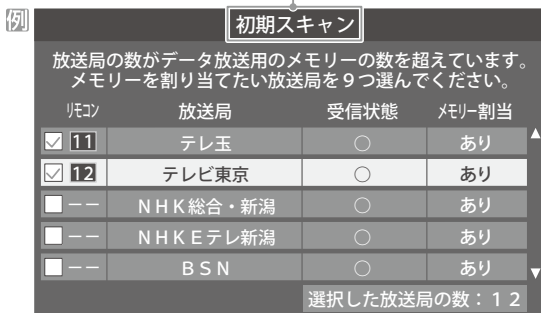 例
初期スキャン
放送局の数がデータ放送用のメモリーの数を超えています。
メモリーを割り当てたい放送局を９つ選んでください。
リモコン 放送局 受信状態 メモリー割当
11 テレ玉 ○ あり
12 テレビ東京 ○ あり
－－ ＮＨＫ総合・新潟 ○ あり
－－ ＮＨＫＥテレ新潟 ○ あり
－－ ＢＳＮ ○ あり
選択した放送局の数：１２